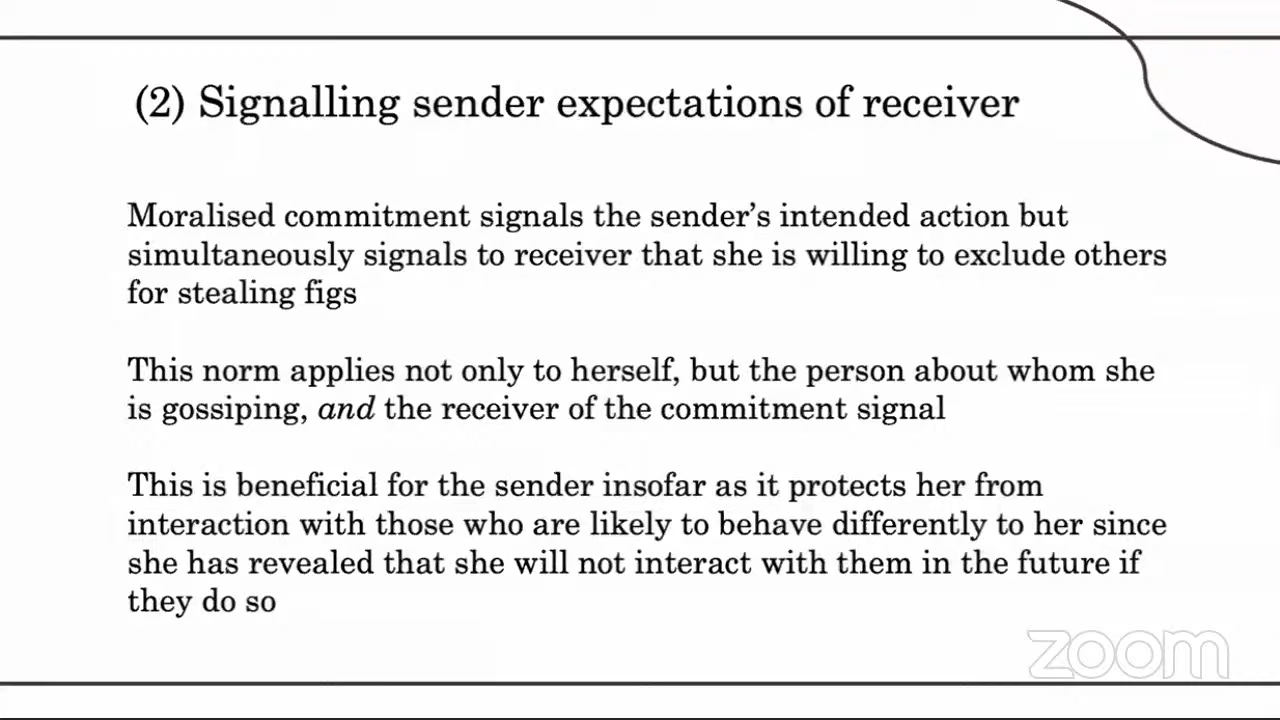 (2) Signalling sender expectations of receiver
Moralised commitment signals the sender’s intended action but
simultaneously signals to receiver that she is willing to exclude others
for stealing figs
This norm applies not only to herself, but the person about whom she
is gossiping, and the receiver of the commitment signal
This is beneficial for the sender insofar as it protects her from
interaction with those who are likely to behave differently to her since
she has revealed that she will not interact with them in the future if
they do so
zoom